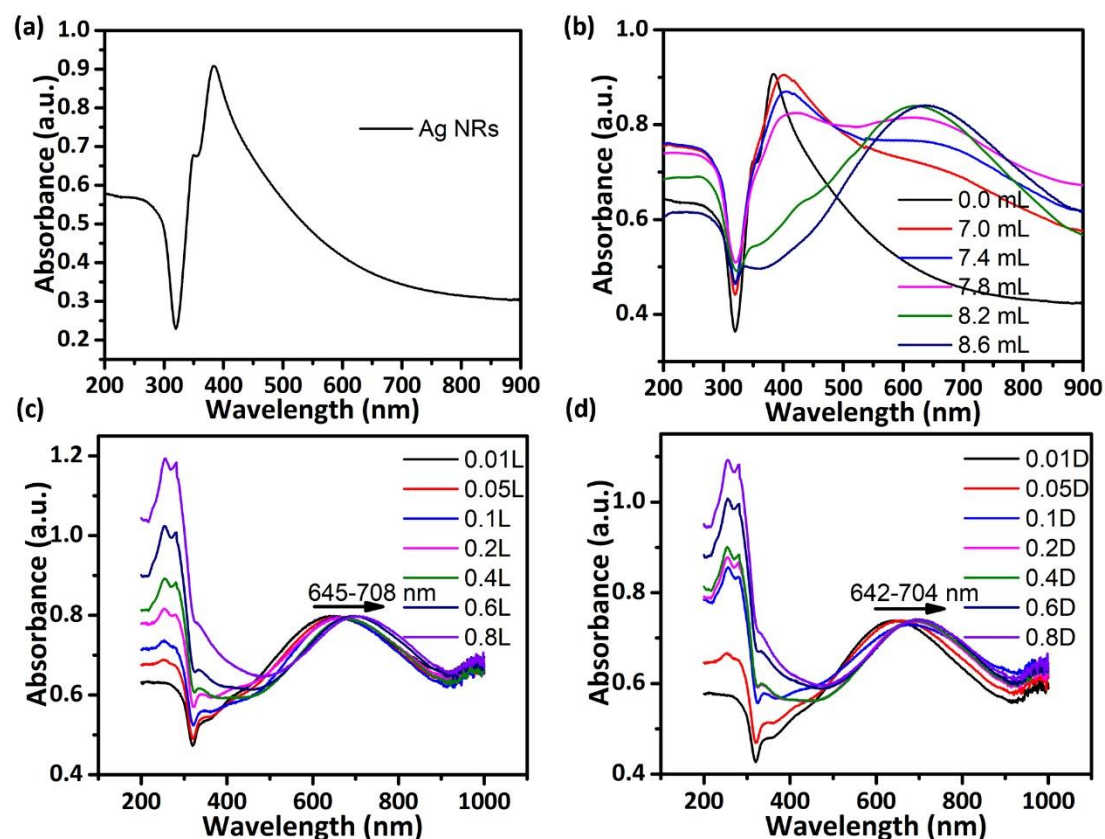 (a)
1.0
0.9
0.8
0.7
0.6
0.5
0.4
0.3
0.2
0.1
Absorbance (a.u.)
Ag NRs
200 300 400 500 600 700 800 900
Wavelength (nm)
(b)
1.0
0.8
0.6
0.4
Absorbance (a.u.)
0.0 mL
7.0 mL
7.4 mL
7.8 mL
8.2 mL
8.6 mL
200 300 400 500 600 700 800 900
Wavelength (nm)
(c)
1.2
1.0
0.8
0.6
0.4
Absorbance (a.u.)
0.01L
0.05L
0.1L
0.2L
0.4L
0.6L
0.8L
645-708 nm
200 400 600 800 1000
Wavelength (nm)
(d)
1.2
1.0
0.8
0.6
0.4
Absorbance (a.u.)
0.01D
0.05D
0.1D
0.2D
0.4D
0.6D
0.8D
642-704 nm
200 400 600 800 1000
Wavelength (nm)